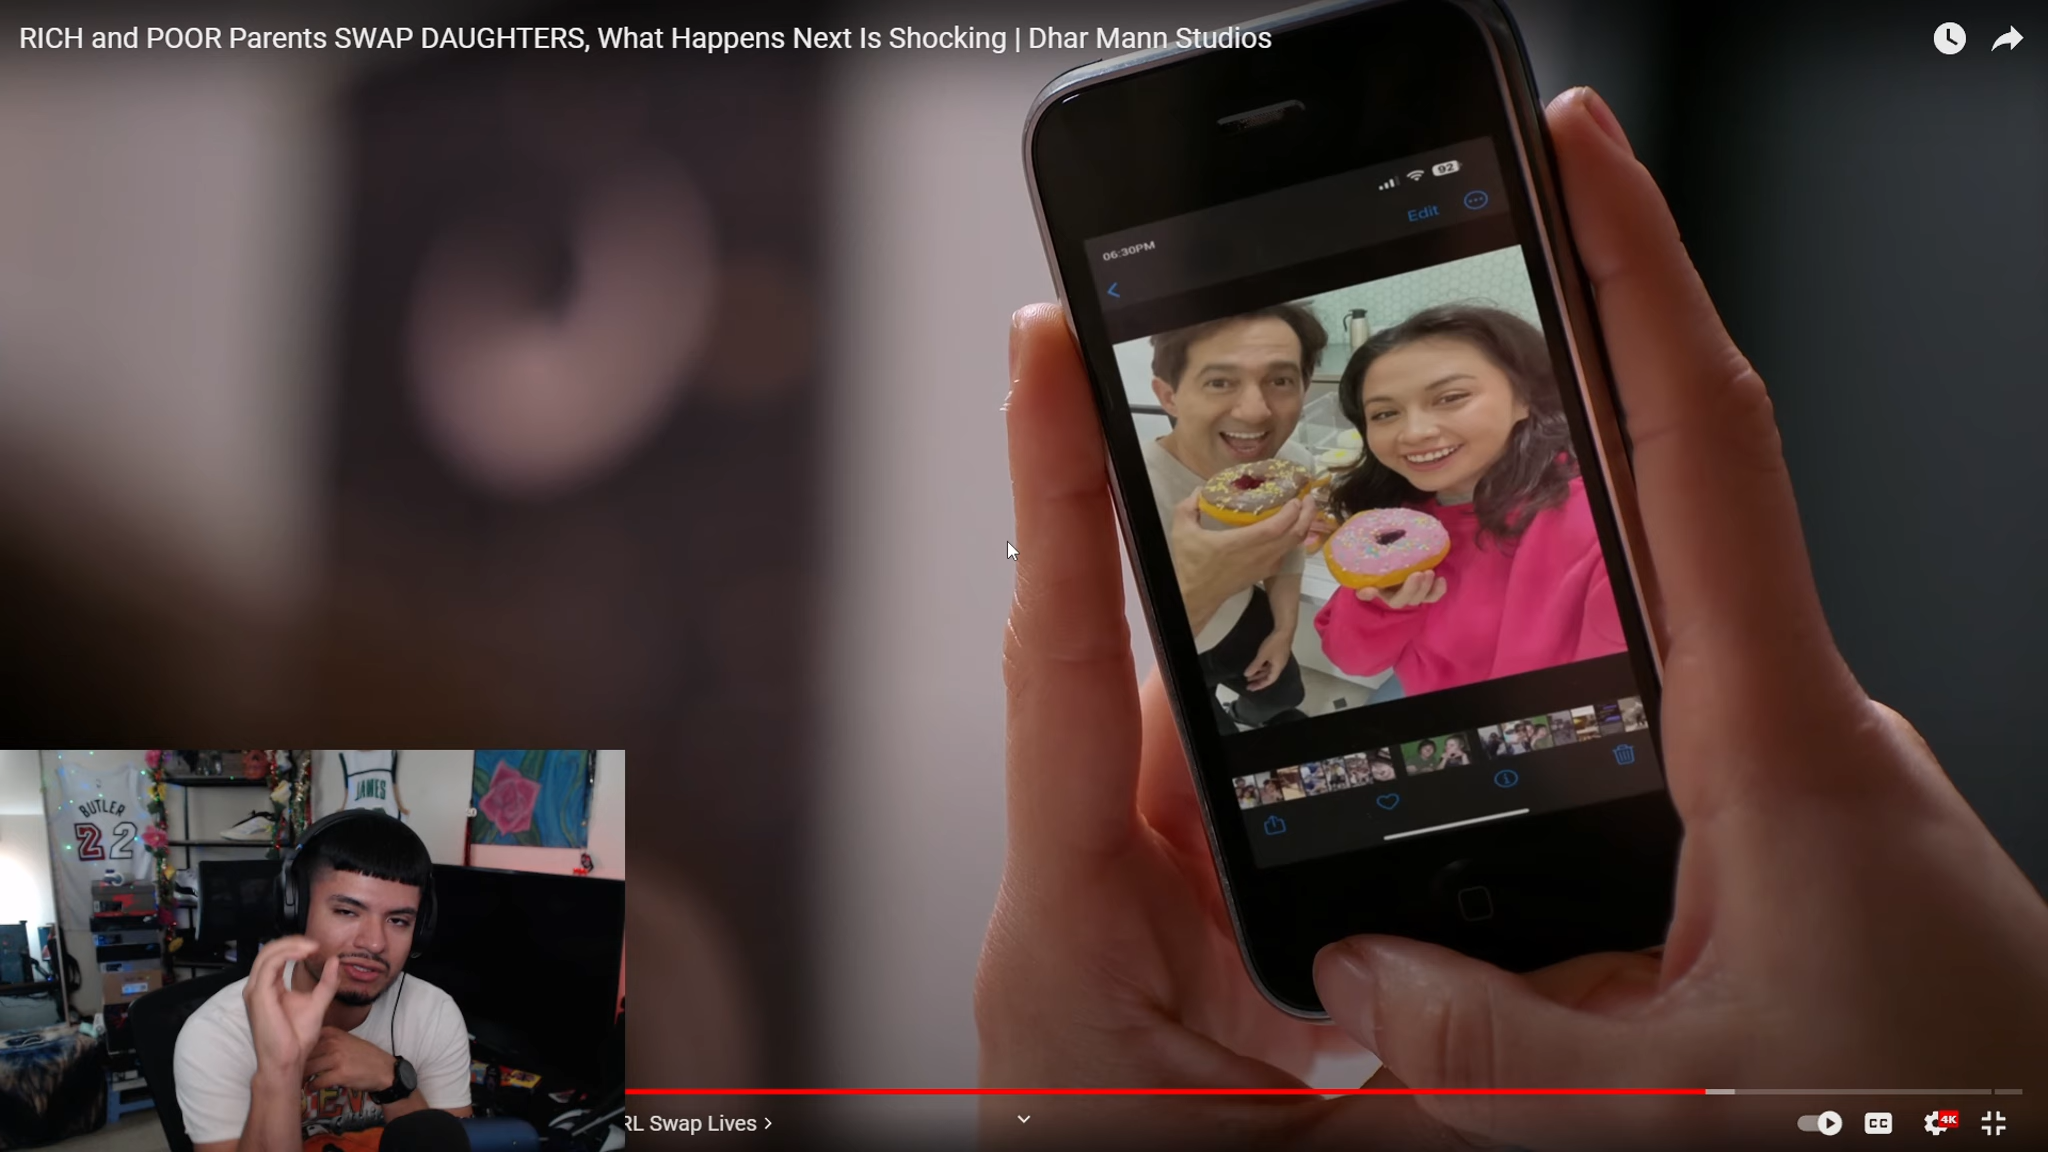 RICH and POOR Parents SWAP DAUGHTERS, What Happens Next Is Shocking | Dhar Mann Studios
92
Edit
06:30PM
BUTLER
22
JAMES
RL Swap Lives
CC
4K